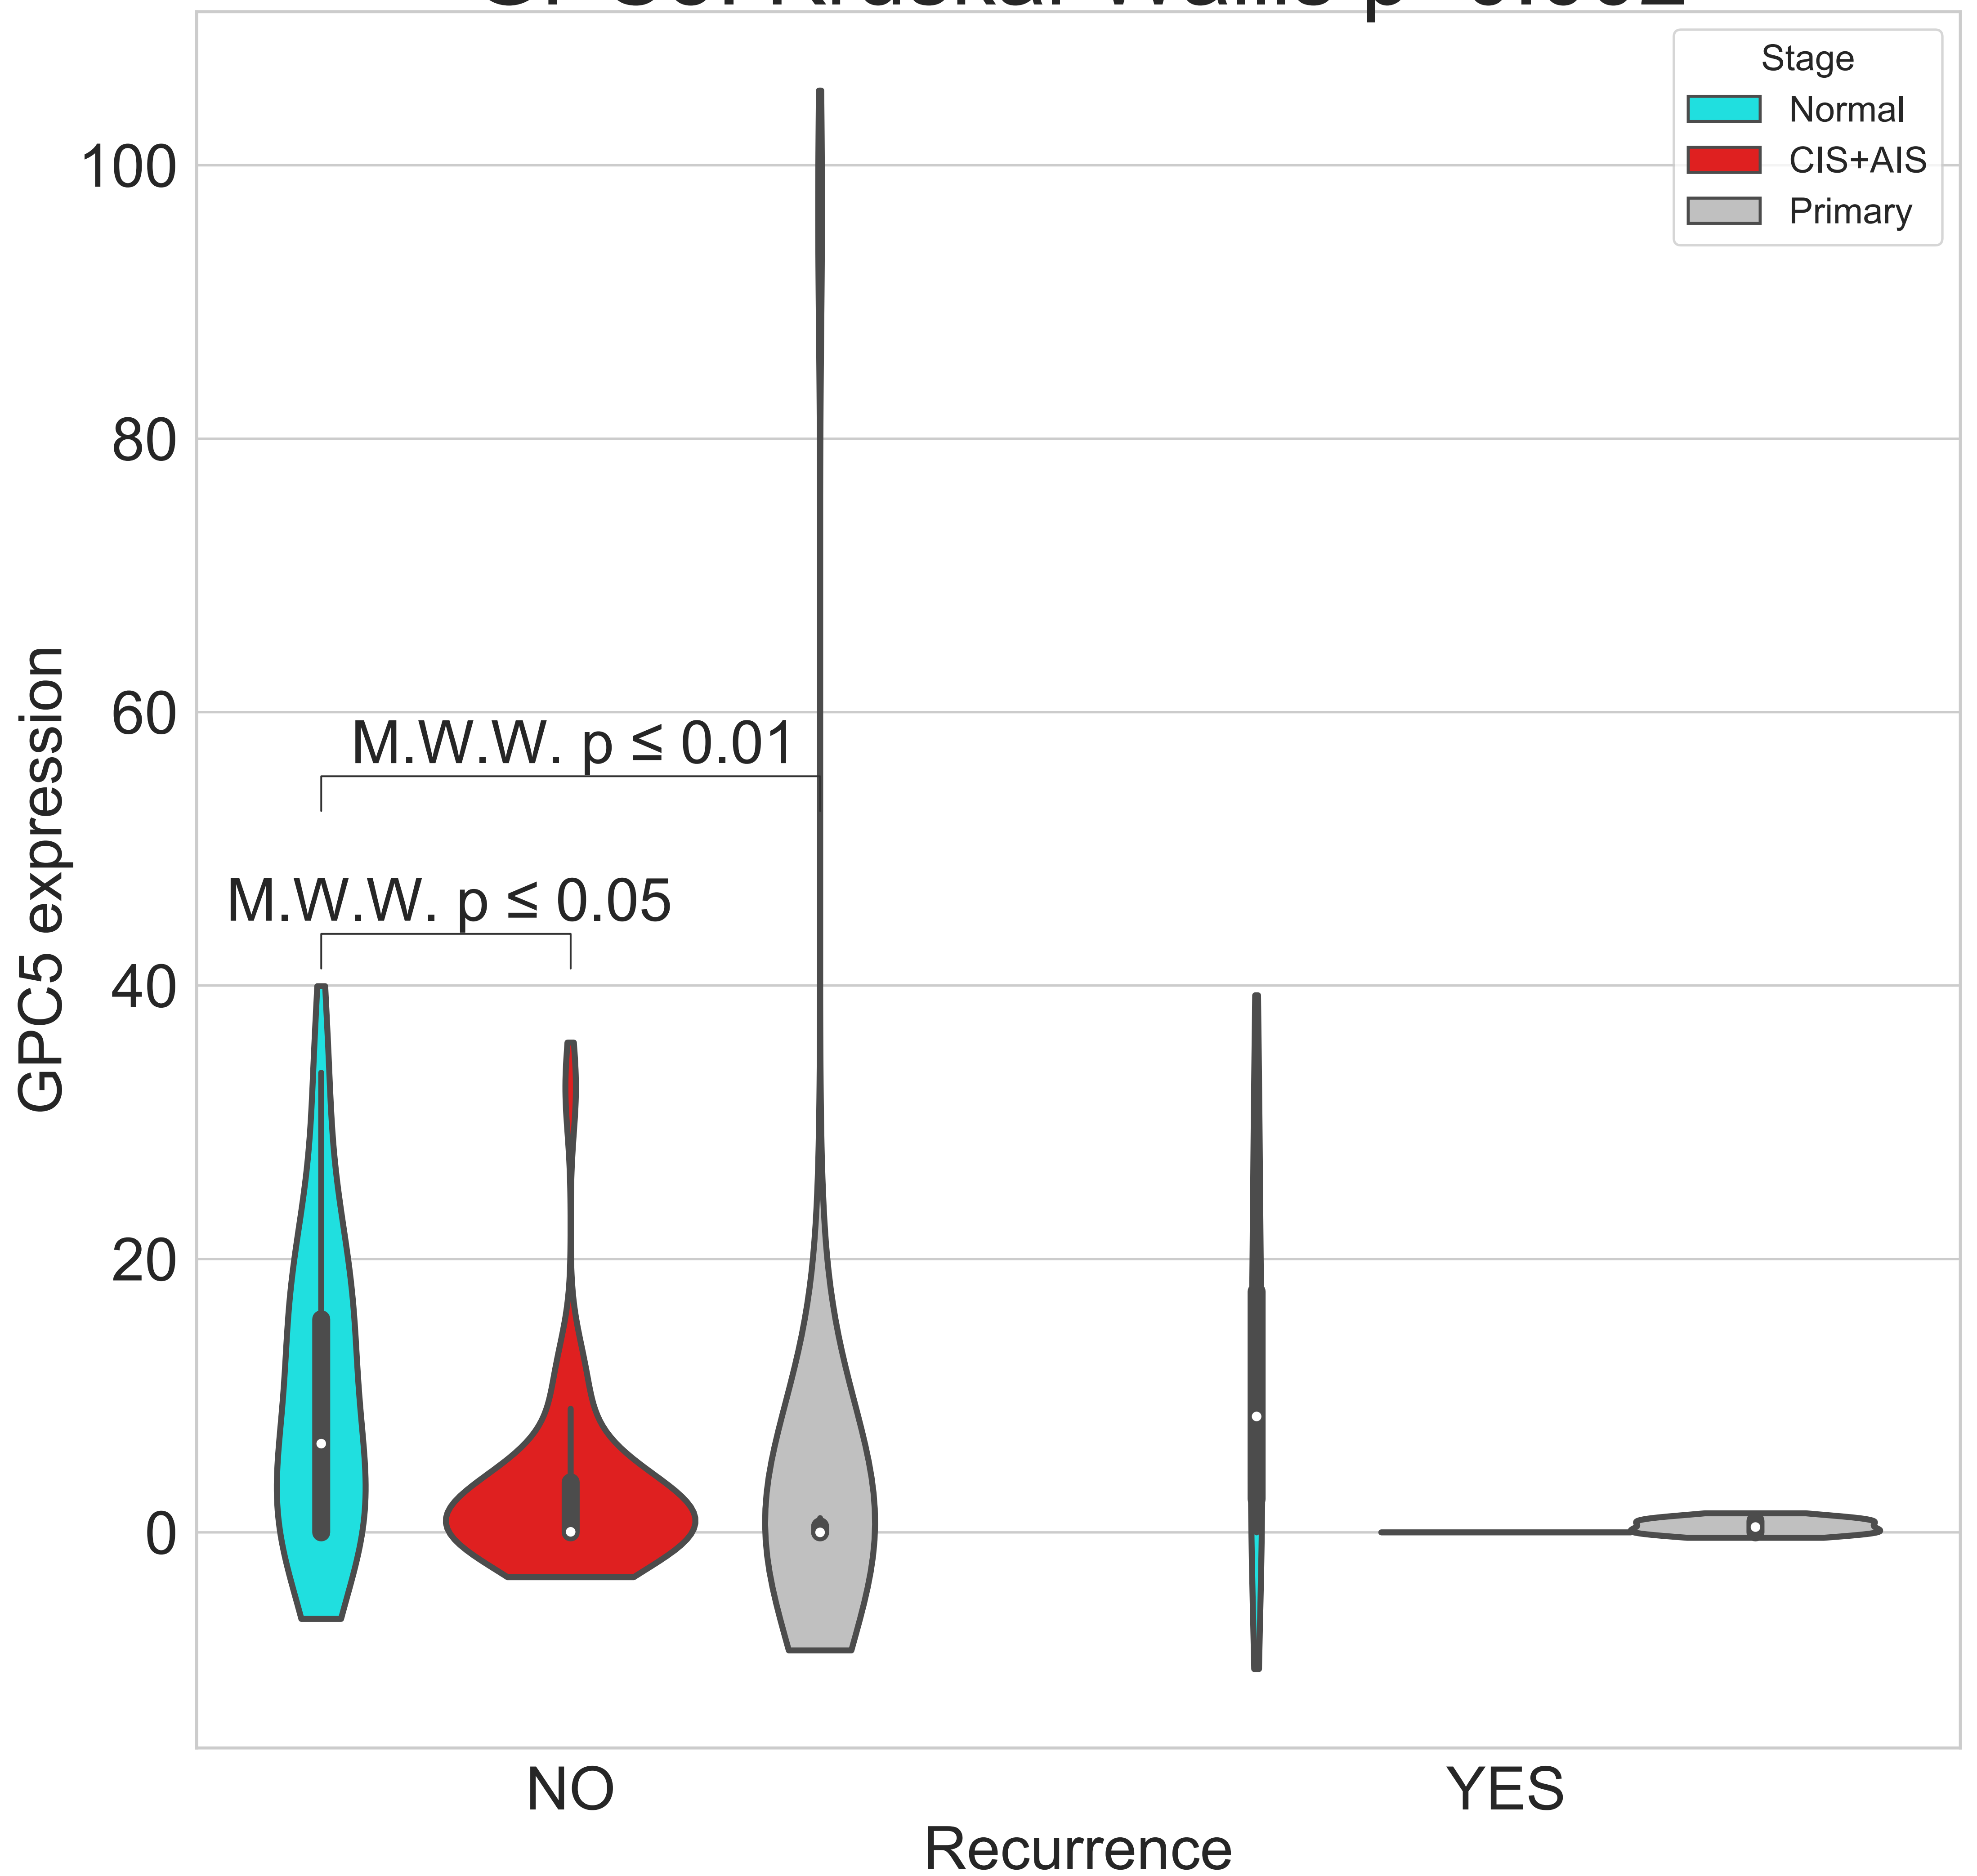 Stage
Normal
CIS+AIS
Primary
100
80
60
40
20
0
GPC5 expression
M.W.W. p ≤ 0.01
M.W.W. p ≤ 0.05
NO
YES
Recurrence